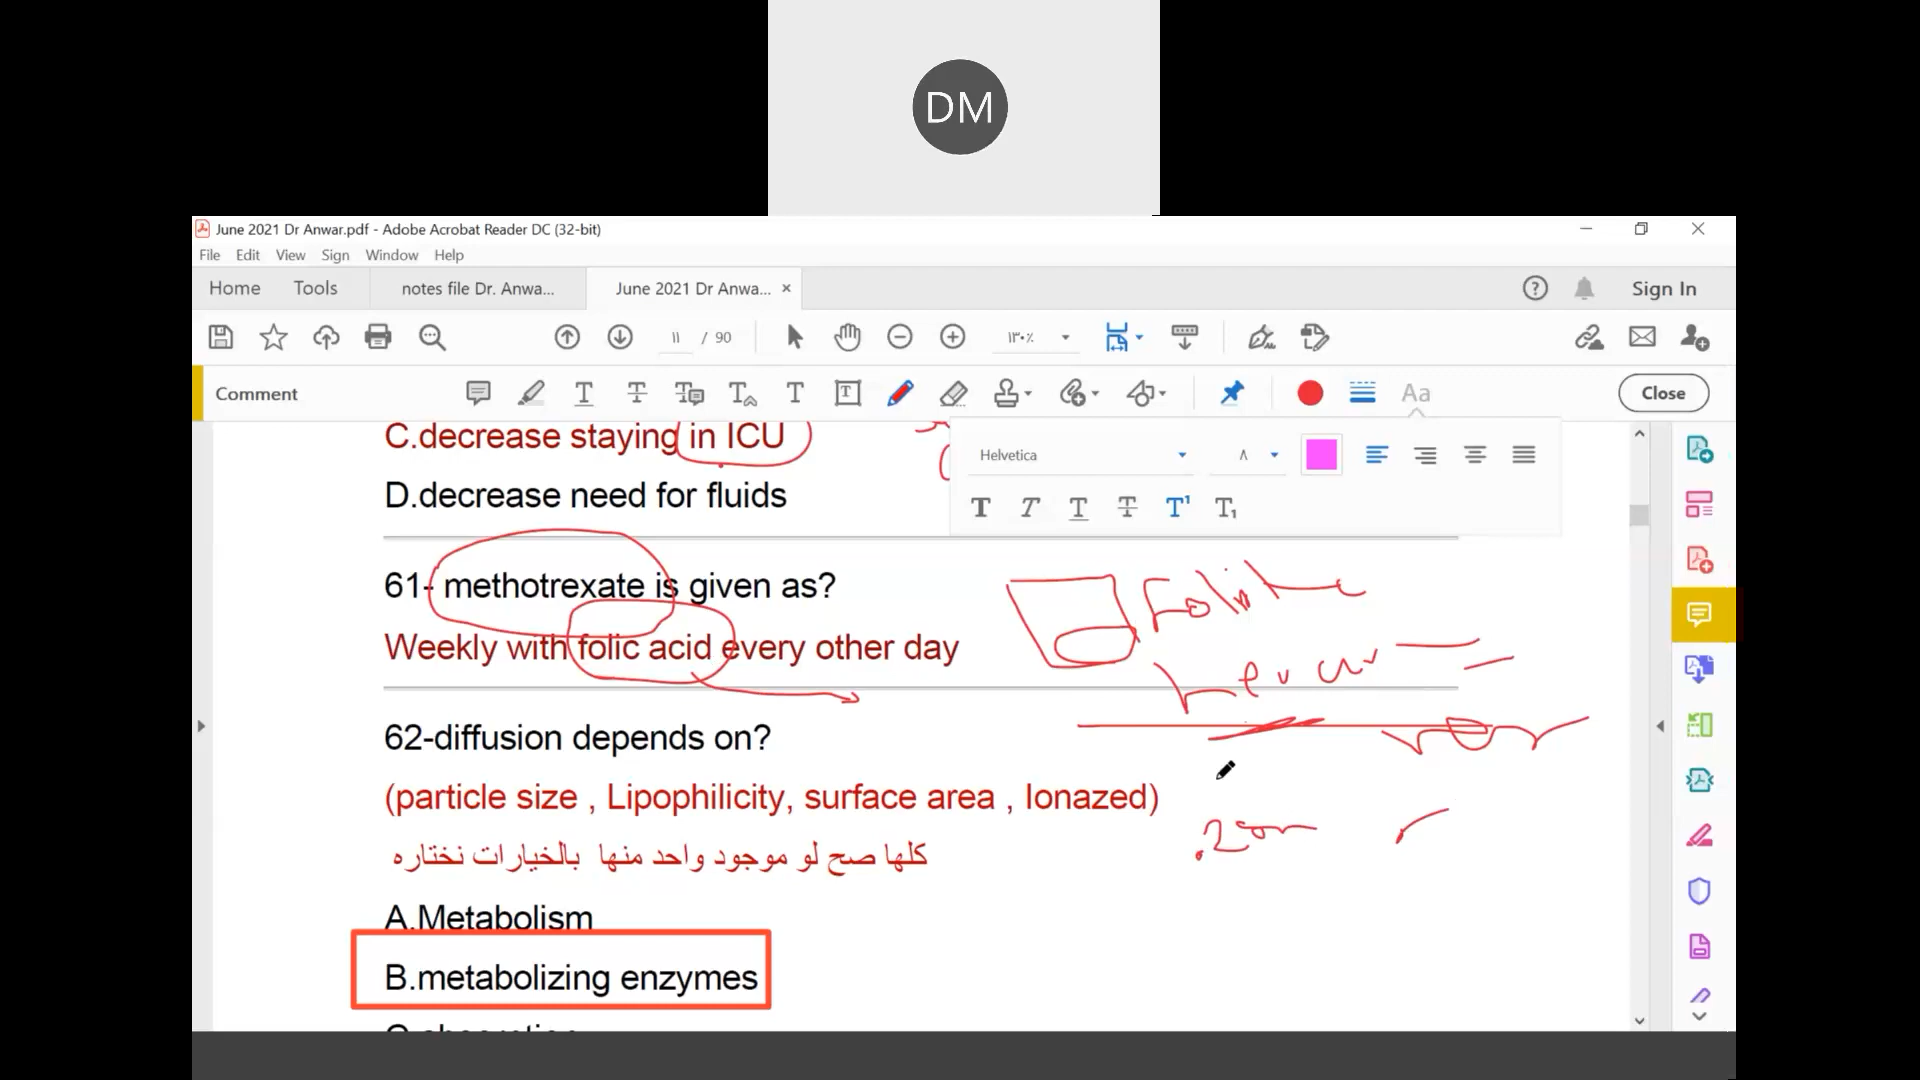 DM
June 2021 Dr Anwar.pdf - Adobe Acrobat Reader DC (32-bit)
File Edit View Sign Window Help
Home Tools notes file Dr. Anwa... June 2021 Dr Anwa... × Sign In
١١ / 90 ١٣٠٪
Comment Close
Helvetica ٨
C.decrease staying in ICU
D.decrease need for fluids
61- methotrexate is given as?
Weekly with folic acid every other day
62-diffusion depends on?
(particle size , Lipophilicity, surface area , Ionazed)
كلها صح لو موجود واحد منها بالخيارات نختاره
A.Metabolism
B.metabolizing enzymes